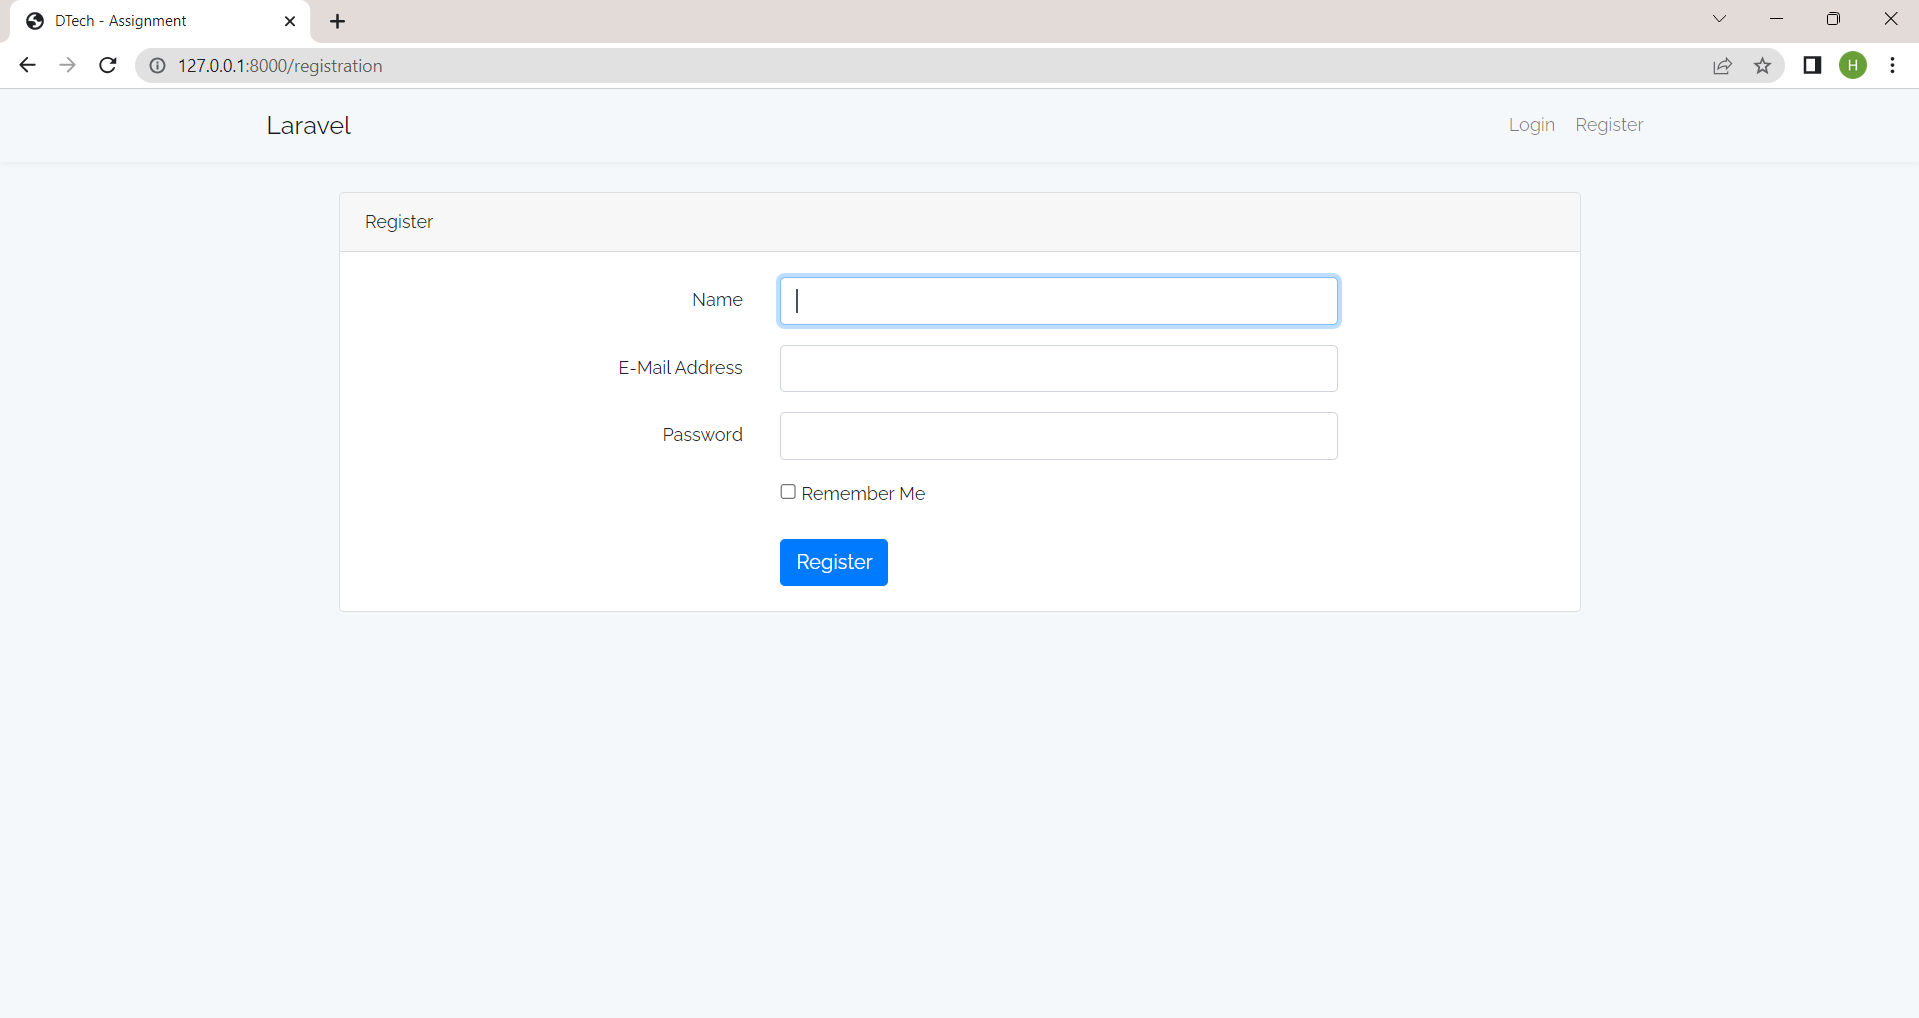 DTech - Assignment
127.0.0.1:8000/registration
H
Laravel
Login Register
Register
Name
E-Mail Address
Password
Remember Me
Register